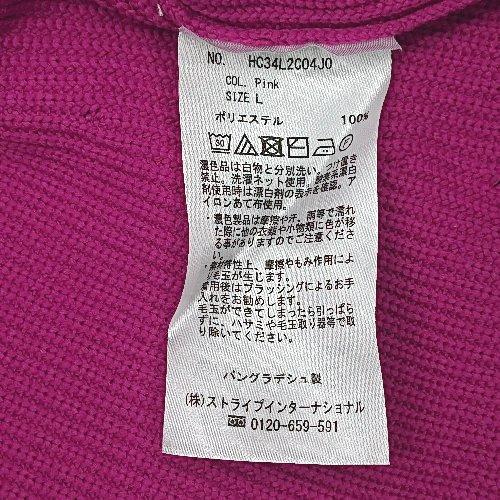 NO. HC34L2C04J0
COL. Pink
SIZE L
ポリエステル 100%
濃色品は白物と分別洗い。つけ置き
禁止。洗濯ネット使用。酸素系漂白
剤使用時は漂白剤の表示を確認。ア
イロンあて布使用。
・濃色製品は摩擦や汗、雨等で濡れ
た際に他の衣類や小物類に色が移
る事がありますのでご注意くださ
い。
・素材特性上、摩擦やもみ作用によ
り毛玉が生じます。
着用後はブラッシングによるお手
入れをお勧めします。
毛玉ができてしまったら引っぱら
ずに、ハサミや毛玉取り器等で取
り除いてください。
バングラデシュ製
(株)ストライプインターナショナル
0120-659-591